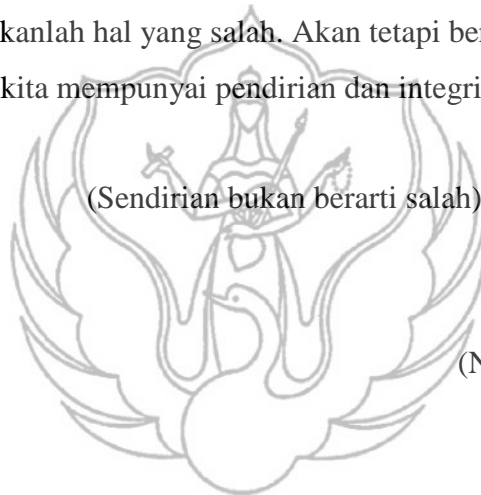 kanlah hal yang salah. Akan tetapi ber
kita mempunyai pendirian dan integri
(Sendirian bukan berarti salah)
(N